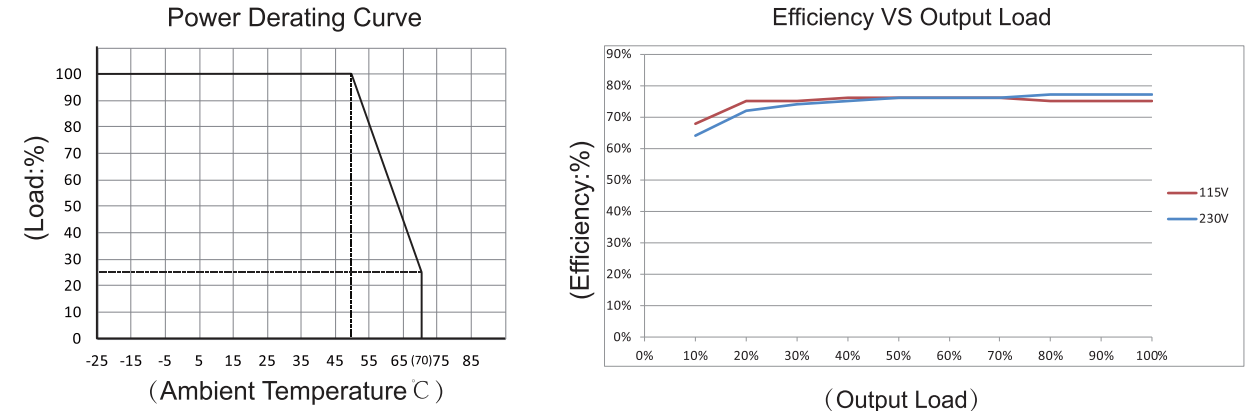 Power Derating Curve
100
90
80
70
60
50
40
30
20
10
0
(Load:%)
-25 -15 -5 5 15 25 35 45 55 65 (70) 75 85
(Ambient Temperature℃)
Efficiency VS Output Load
90%
80%
70%
60%
50%
40%
30%
20%
10%
0%
(Efficiency:%)
0% 10% 20% 30% 40% 50% 60% 70% 80% 90% 100%
(Output Load)
115V
230V